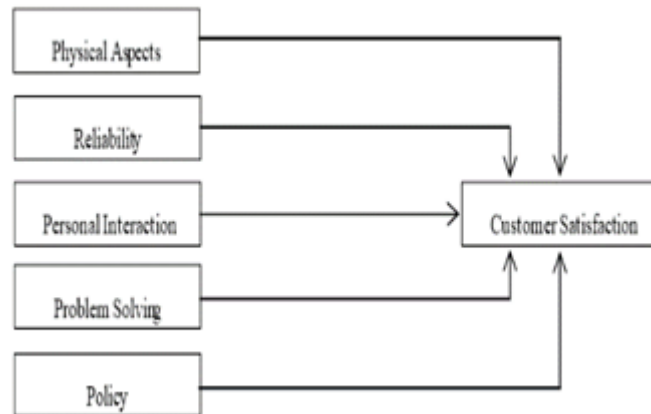 Physical Aspects
Reliability
Personal Interaction
Customer Satisfaction
Problem Solving
Policy